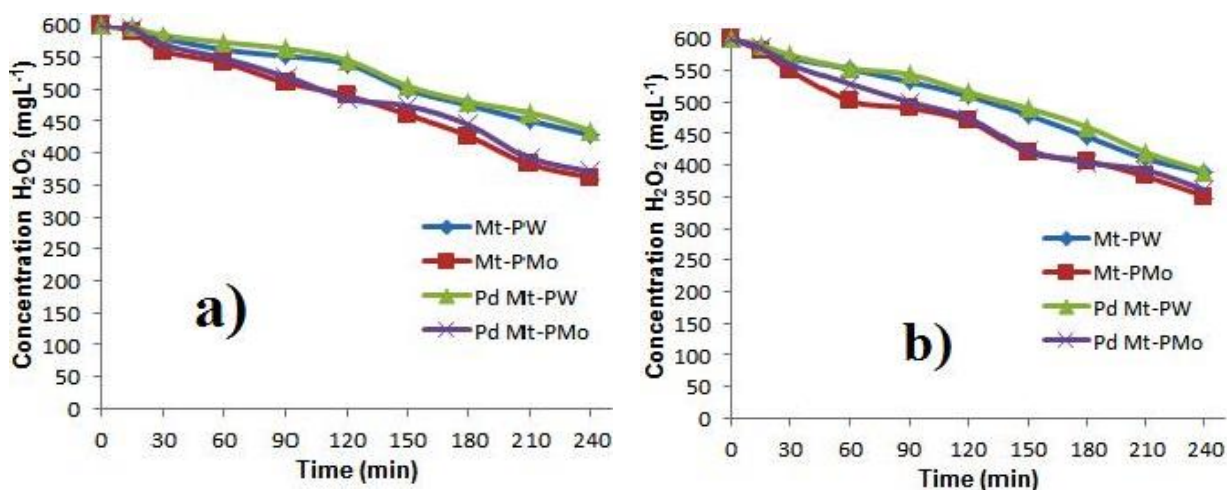 Concentration H₂O₂ (mgL⁻¹)
600
550
500
450
400
350
300
250
200
150
100
50
0
0 30 60 90 120 150 180 210 240
Time (min)
Mt-PW
Mt-PMo
Pd Mt-PW
Pd Mt-PMo
a)
Concentration H₂O₂ (mgL⁻¹)
600
550
500
450
400
350
300
250
200
150
100
50
0
0 30 60 90 120 150 180 210 240
Time (min)
Mt-PW
Mt-PMo
Pd Mt-PW
Pd Mt-PMo
b)